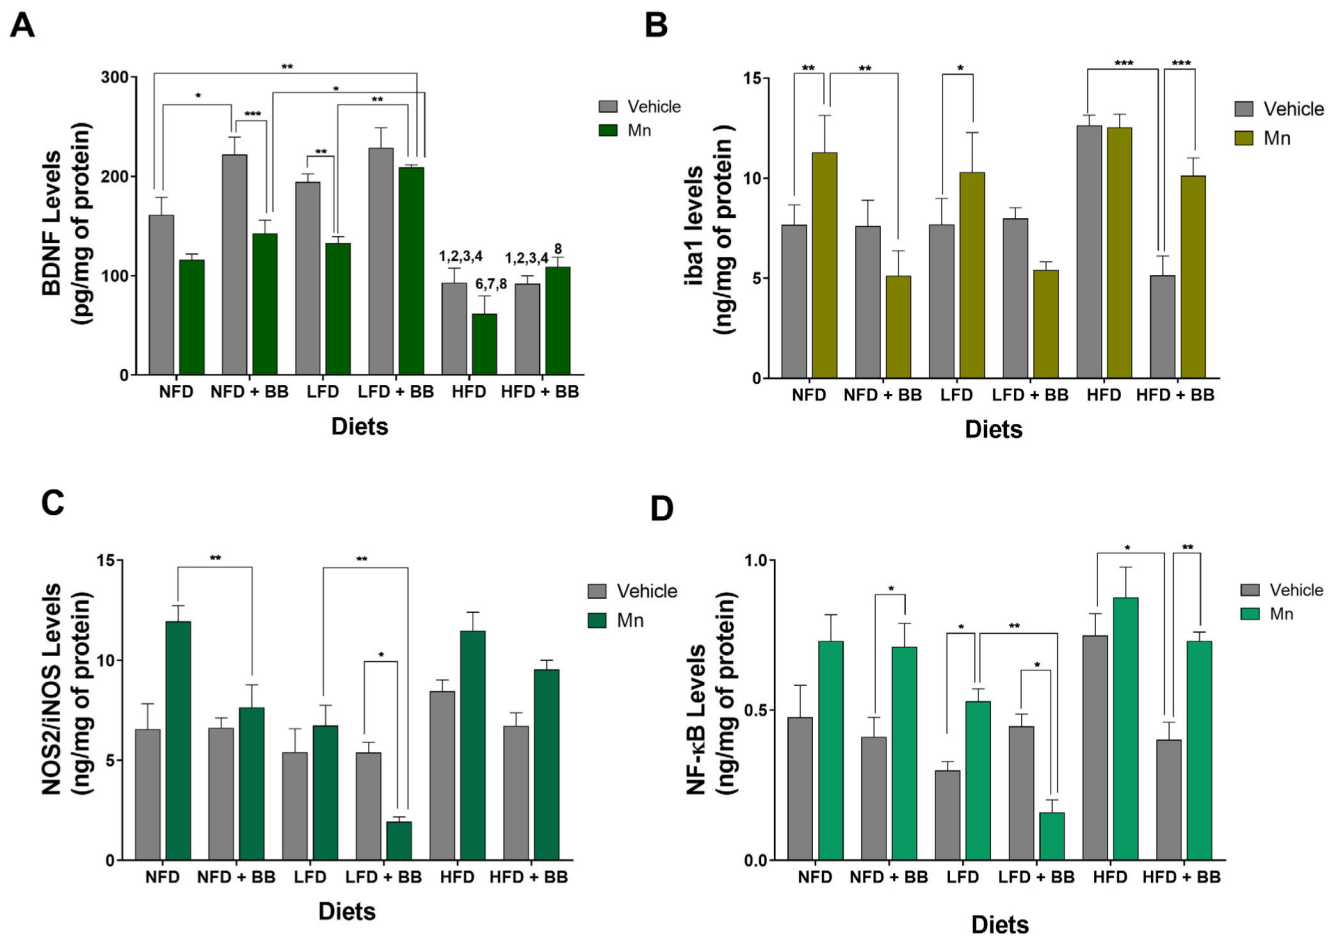 A
BDNF Levels
(pg/mg of protein)
300
200
100
0
**
*
*
***
**
**
1,2,3,4
6,7,8
1,2,3,4
8
Vehicle
Mn
NFD
NFD + BB
LFD
LFD + BB
HFD
HFD + BB
Diets
B
iba1 levels
(ng/mg of protein )
15
10
5
0
**
**
*
***
***
Vehicle
Mn
NFD
NFD + BB
LFD
LFD + BB
HFD
HFD + BB
Diets
C
NOS2/iNOS Levels
(ng/mg of protein)
15
10
5
0
**
**
*
Vehicle
Mn
NFD
NFD + BB
LFD
LFD + BB
HFD
HFD + BB
Diets
D
NF-κB Levels
(ng/mg of protein)
1.0
0.5
0.0
*
*
**
*
*
**
Vehicle
Mn
NFD
NFD + BB
LFD
LFD + BB
HFD
HFD + BB
Diets